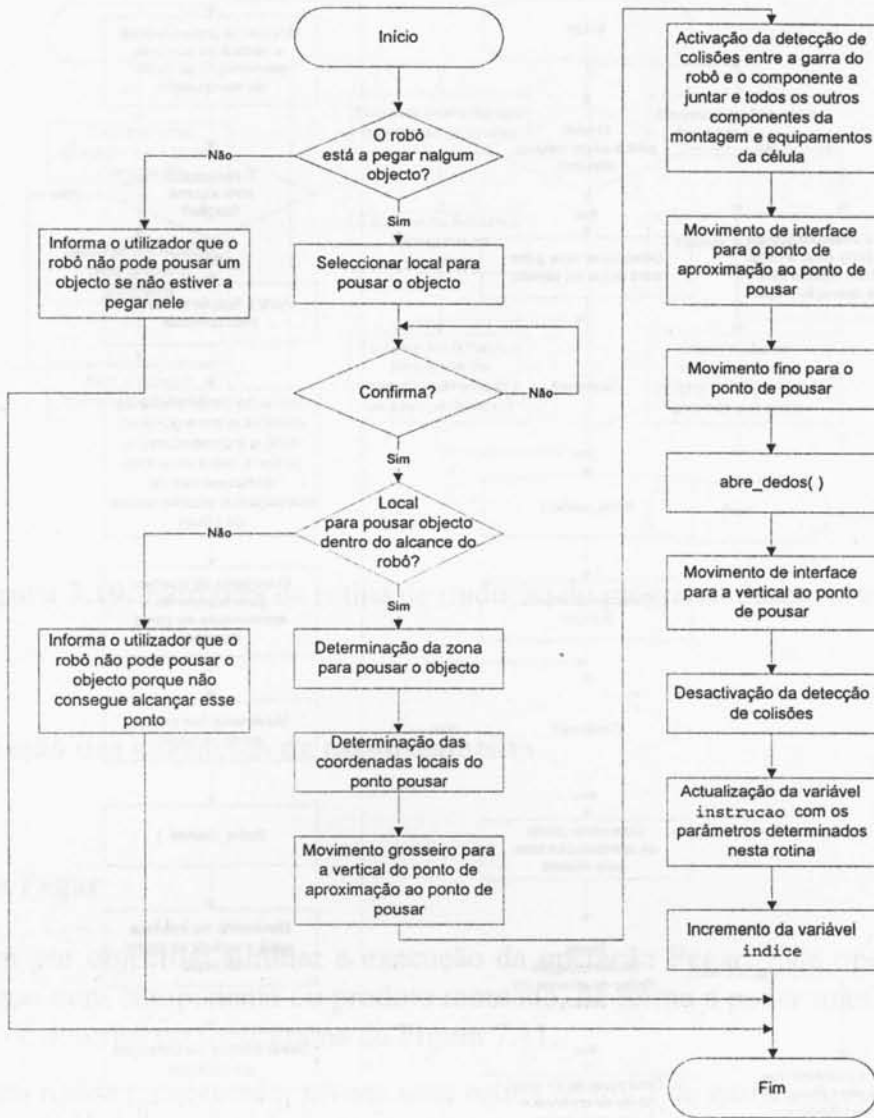 Início
O robô
está a pegar nalgum
objecto?
Não
Sim
Informa o utilizador que o
robô não pode pousar um
objecto se não estiver a
pegar nele
Seleccionar local para
pousar o objecto
Confirma?
Não
Sim
Local
para pousar objecto
dentro do alcance do
robô?
Não
Sim
Informa o utilizador que o
robô não pode pousar o
objecto porque não
consegue alcançar esse
ponto
Determinação da zona
para pousar o objecto
Determinação das
coordenadas locais do
ponto pousar
Movimento grosseiro para
a vertical do ponto de
aproximação ao ponto de
pousar
Activação da detecção de
colisões entre a garra do
robô e o componente a
juntar e todos os outros
componentes da
montagem e equipamentos
da célula
Movimento de interface
para o ponto de
aproximação ao ponto de
pousar
Movimento fino para o
ponto de pousar
abre_dedos( )
Movimento de interface
para a vertical ao ponto
de pousar
Desactivação da detecção
de colisões
Actualização da variável
instrucao com os
parâmetros determinados
nesta rotina
Incremento da variável
indice
Fim